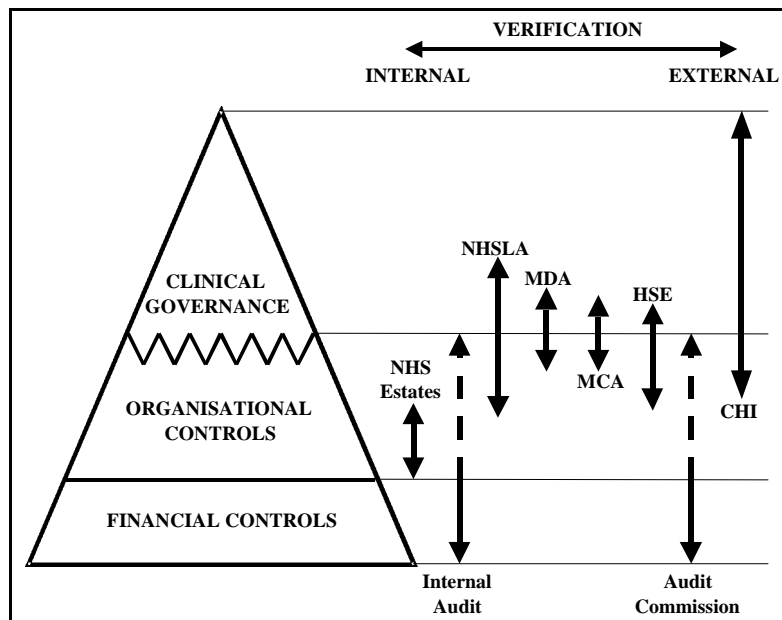 VERIFICATION
INTERNAL
EXTERNAL
NHSLA
MDA
HSE
CLINICAL
GOVERNANCE
NHS
Estates
MCA
CHI
ORGANISATIONAL
CONTROLS
FINANCIAL CONTROLS
Internal
Audit
Audit
Commission